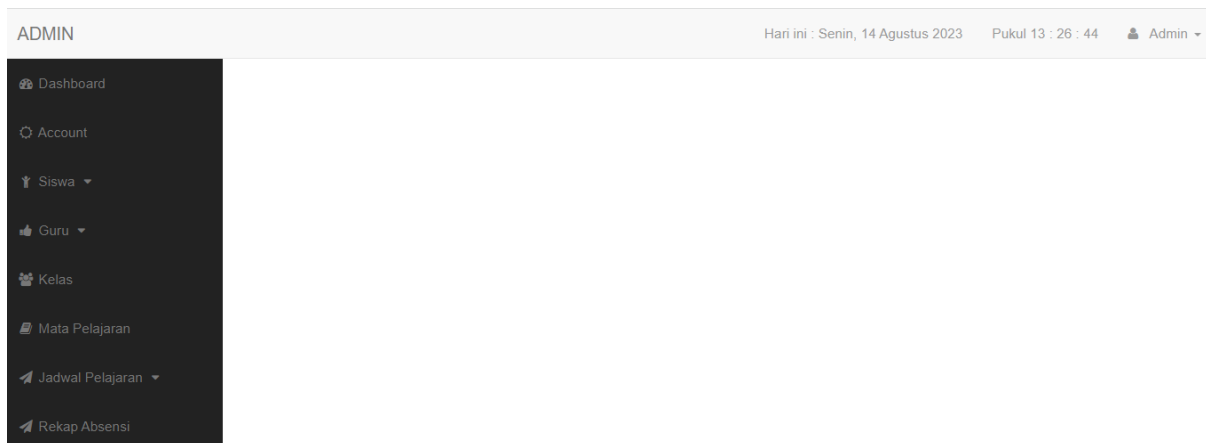 ADMIN
Hari ini : Senin, 14 Agustus 2023 Pukul 13 : 26 : 44 Admin
Dashboard
Account
Siswa
Guru
Kelas
Mata Pelajaran
Jadwal Pelajaran
Rekap Absensi